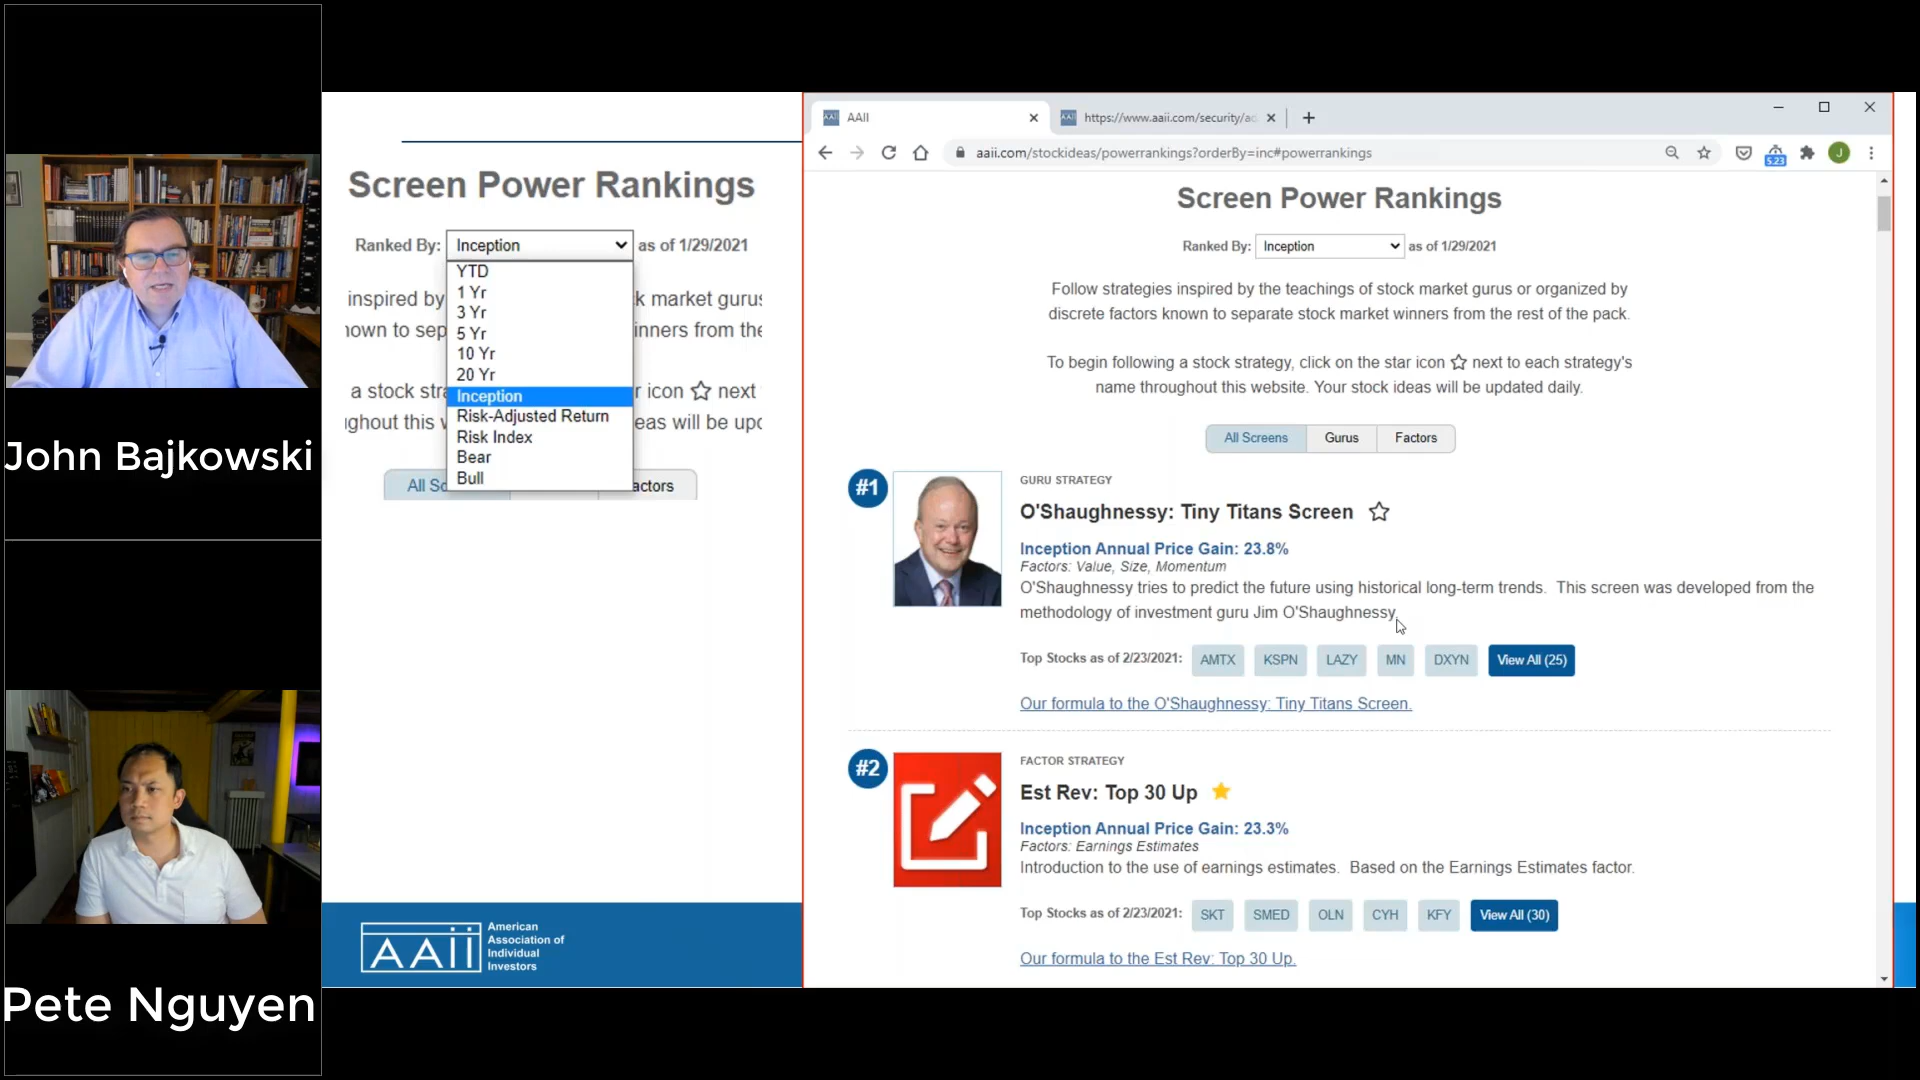 John Bajkowski
Pete Nguyen
Screen Power Rankings
Ranked By: Inception as of 1/29/2021
YTD
1 Yr
inspired by k market gurus
3 Yr
nown to sep inners from the
5 Yr
10 Yr
20 Yr
a stock stra r icon next
Inception
Risk-Adjusted Return
ghout this eas will be upd
Risk Index
Bear
Bull
All Sc actors
AAII
American
Association of
Individual
Investors
AAII
https://www.aaii.com/security/ad
aaii.com/stockideas/powerrankings?orderBy=inc#powerrankings
5.23
J
Screen Power Rankings
Ranked By: Inception as of 1/29/2021
Follow strategies inspired by the teachings of stock market gurus or organized by
discrete factors known to separate stock market winners from the rest of the pack.
To begin following a stock strategy, click on the star icon next to each strategy's
name throughout this website. Your stock ideas will be updated daily.
All Screens Gurus Factors
#1
GURU STRATEGY
O'Shaughnessy: Tiny Titans Screen
Inception Annual Price Gain: 23.8%
Factors: Value, Size, Momentum
O'Shaughnessy tries to predict the future using historical long-term trends. This screen was developed from the
methodology of investment guru Jim O'Shaughnessy.
Top Stocks as of 2/23/2021: AMTX KSPN LAZY MN DXYN View All (25)
Our formula to the O'Shaughnessy: Tiny Titans Screen.
#2
FACTOR STRATEGY
Est Rev: Top 30 Up
Inception Annual Price Gain: 23.3%
Factors: Earnings Estimates
Introduction to the use of earnings estimates. Based on the Earnings Estimates factor.
Top Stocks as of 2/23/2021: SKT SMED OLN CYH KFY View All (30)
Our formula to the Est Rev: Top 30 Up.